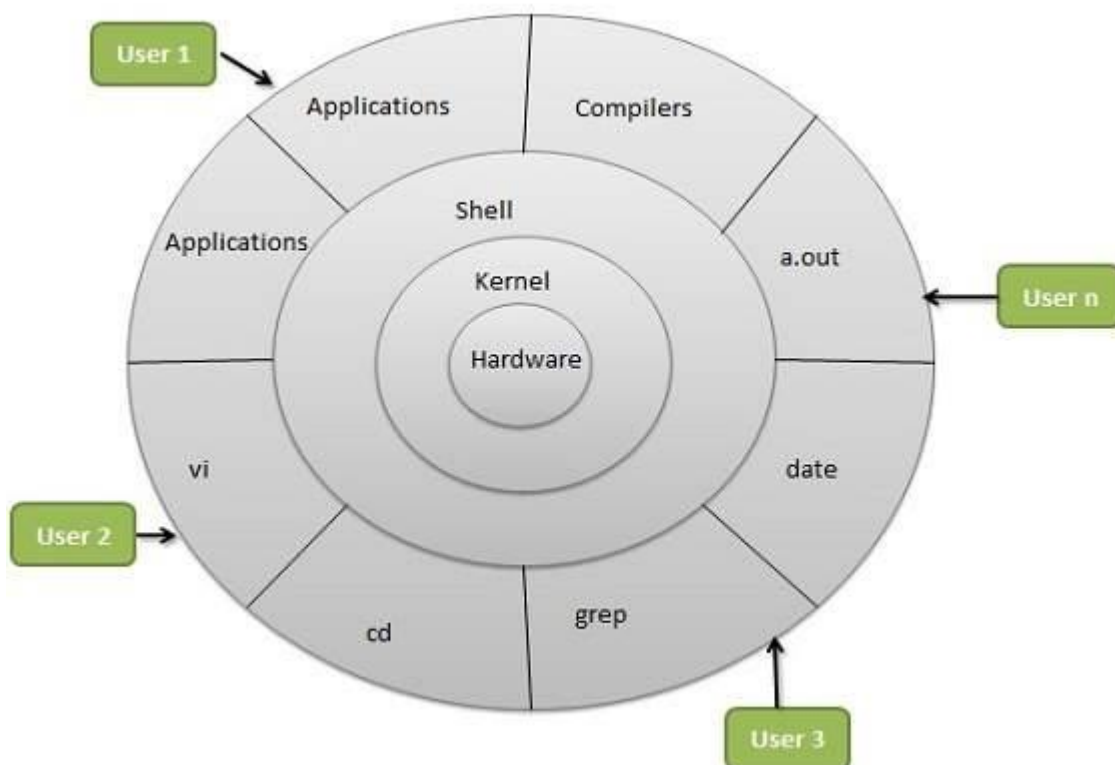 User 1
Applications
Compilers
Shell
Applications
a.out
Kernel
User n
Hardware
vi
date
User 2
grep
cd
User 3